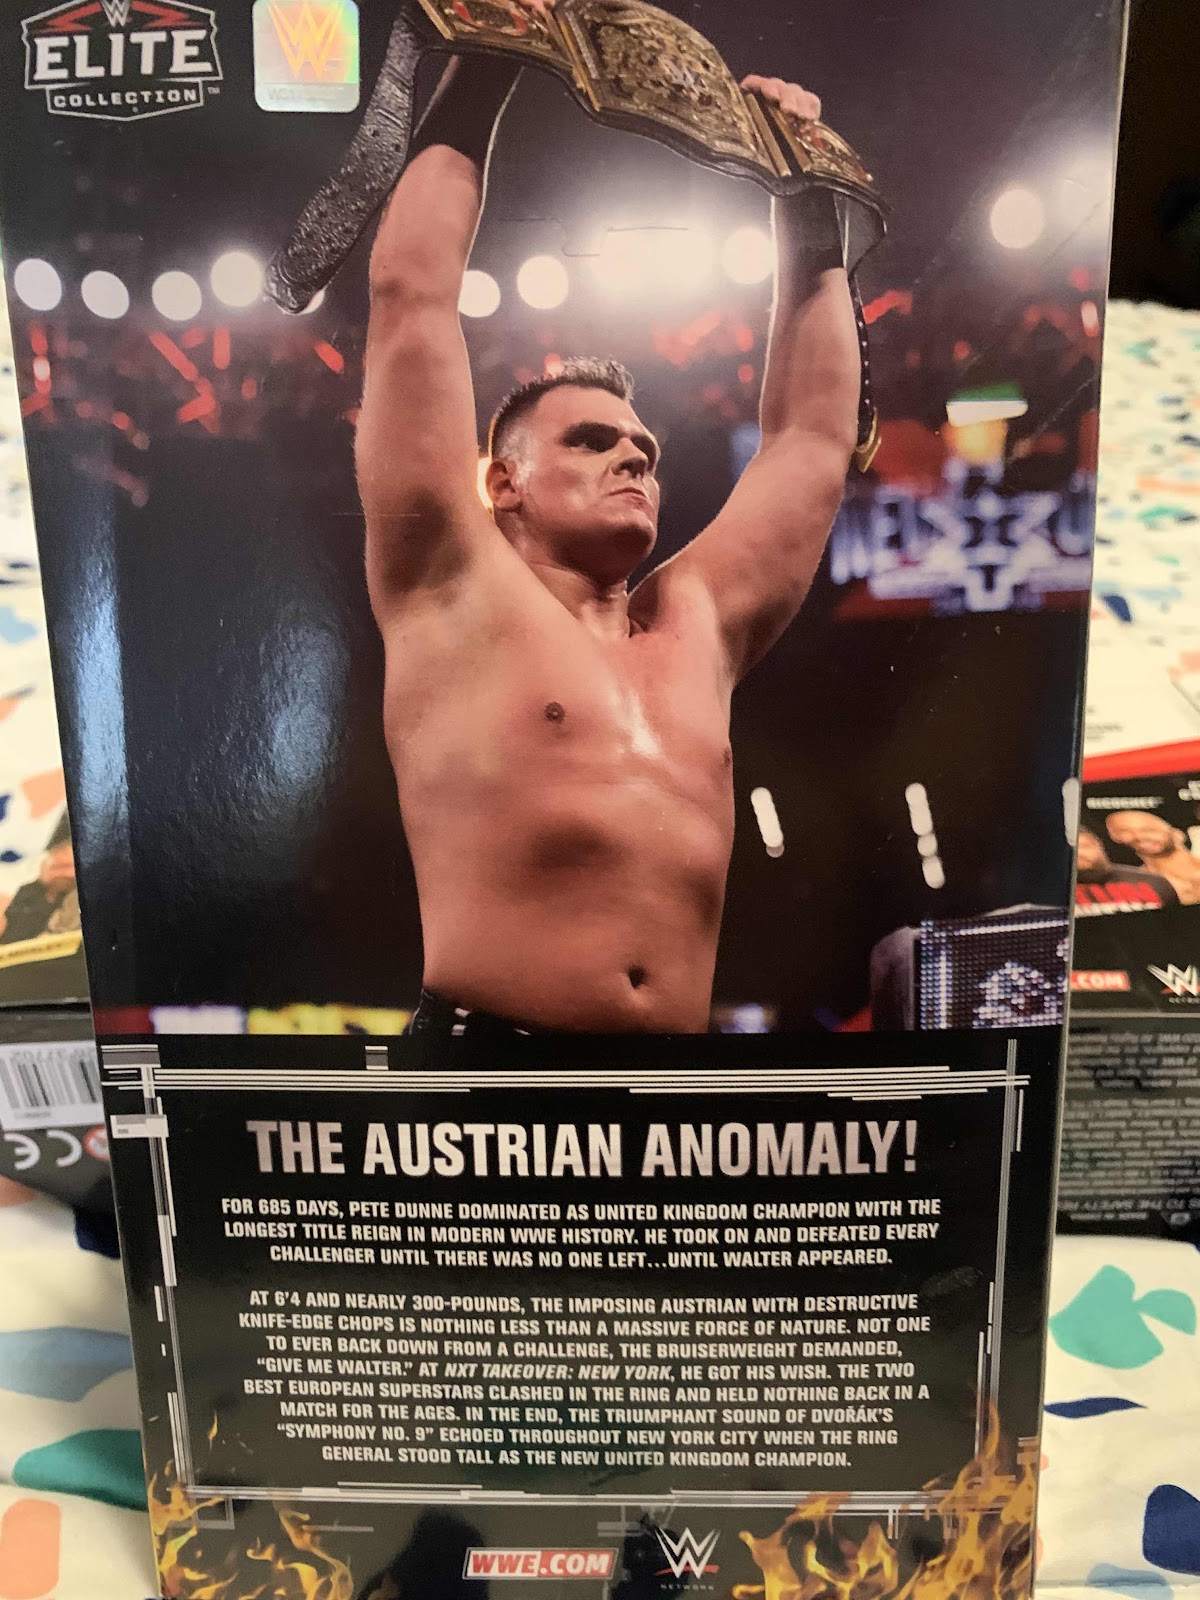 W
ELITE
COLLECTION™
W
THE AUSTRIAN ANOMALY!
FOR 685 DAYS, PETE DUNNE DOMINATED AS UNITED KINGDOM CHAMPION WITH THE
LONGEST TITLE REIGN IN MODERN WWE HISTORY. HE TOOK ON AND DEFEATED EVERY
CHALLENGER UNTIL THERE WAS NO ONE LEFT...UNTIL WALTER APPEARED.
AT 6'4 AND NEARLY 300-POUNDS, THE IMPOSING AUSTRIAN WITH DESTRUCTIVE
KNIFE-EDGE CHOPS IS NOTHING LESS THAN A MASSIVE FORCE OF NATURE. NOT ONE
TO EVER BACK DOWN FROM A CHALLENGE, THE BRUISERWEIGHT DEMANDED,
“GIVE ME WALTER.” AT NXT TAKEOVER: NEW YORK, HE GOT HIS WISH. THE TWO
BEST EUROPEAN SUPERSTARS CLASHED IN THE RING AND HELD NOTHING BACK IN A
MATCH FOR THE AGES. IN THE END, THE TRIUMPHANT SOUND OF DVOŘÁK'S
“SYMPHONY NO. 9” ECHOED THROUGHOUT NEW YORK CITY WHEN THE RING
GENERAL STOOD TALL AS THE NEW UNITED KINGDOM CHAMPION.
WWE.COM
W
NETWORK
RICOCHET
.COM
W
CE